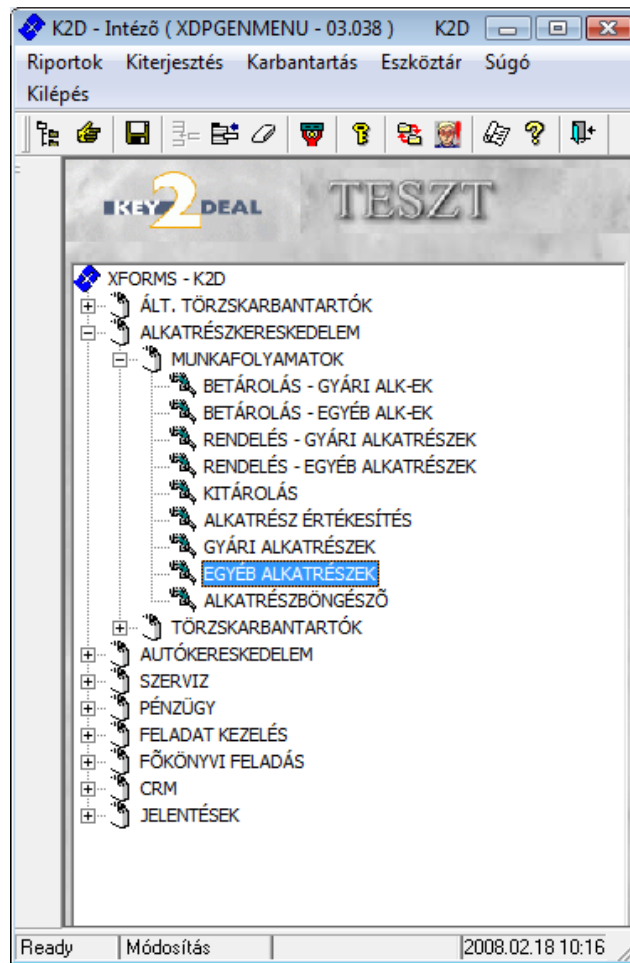 K2D - Intézõ ( XDPGENMENU - 03.038 ) K2D
Riportok Kiterjesztés Karbantartás Eszköztár Súgó
Kilépés
KEY 2 DEAL TESZT
XFORMS - K2D
ÁLT. TÖRZSKARBANTARTÓK
ALKATRÉSZKERESKEDELEM
MUNKAFOLYAMATOK
BETÁROLÁS - GYÁRI ALK-EK
BETÁROLÁS - EGYÉB ALK-EK
RENDELÉS - GYÁRI ALKATRÉSZEK
RENDELÉS - EGYÉB ALKATRÉSZEK
KITÁROLÁS
ALKATRÉSZ ÉRTÉKESÍTÉS
GYÁRI ALKATRÉSZEK
EGYÉB ALKATRÉSZEK
ALKATRÉSZBÖNGÉSZÕ
TÖRZSKARBANTARTÓK
AUTÓKERESKEDELEM
SZERVIZ
PÉNZÜGY
FELADAT KEZELÉS
FÕKÖNYVI FELADÁS
CRM
JELENTÉSEK
Ready Módosítás 2008.02.18 10:16